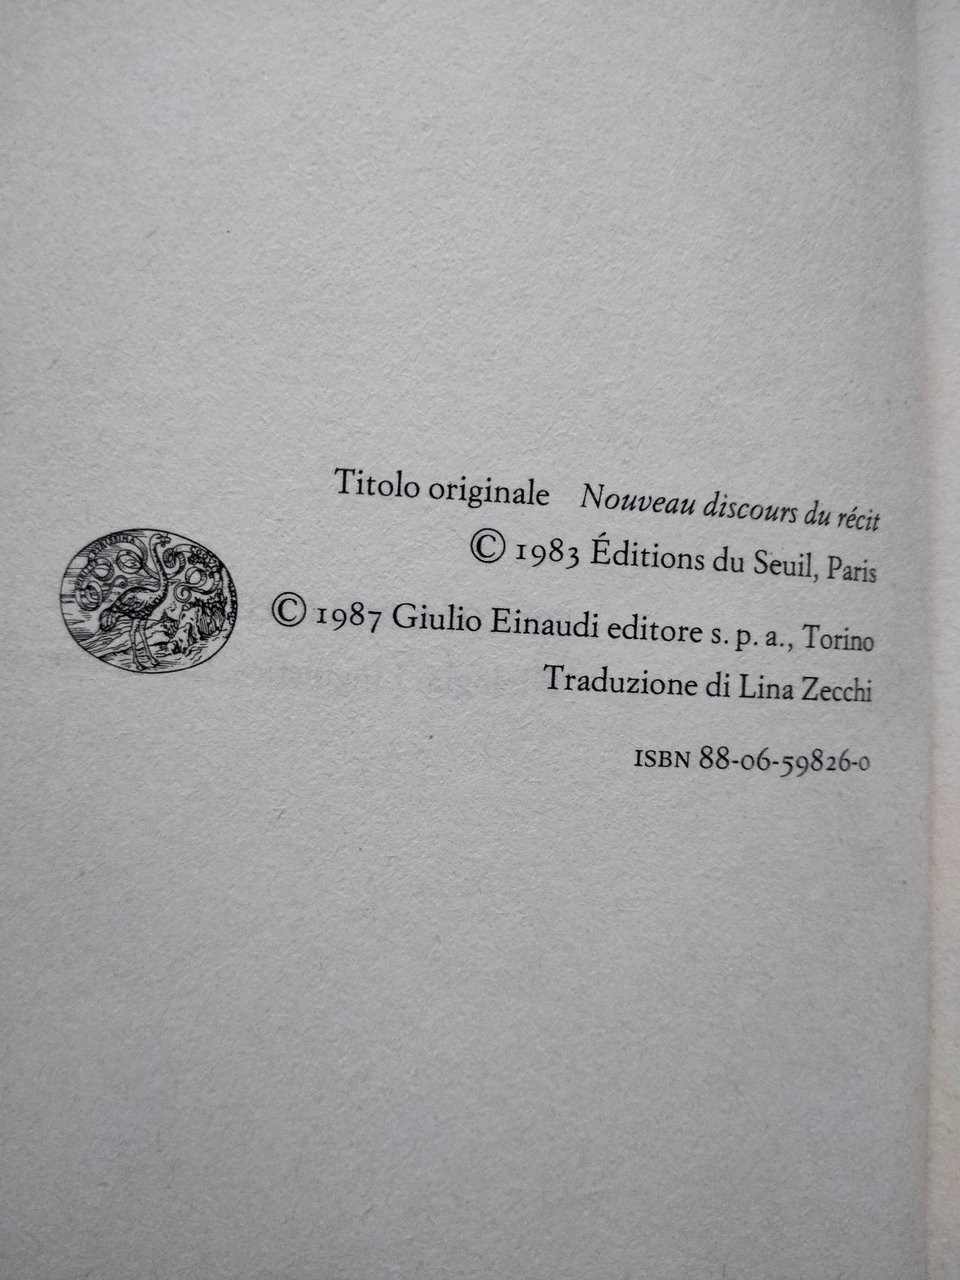 Titolo originale Nouveau discours du récit
© 1983 Éditions du Seuil, Paris
© 1987 Giulio Einaudi editore s. p. a., Torino
Traduzione di Lina Zecchi
ISBN 88-06-59826-0